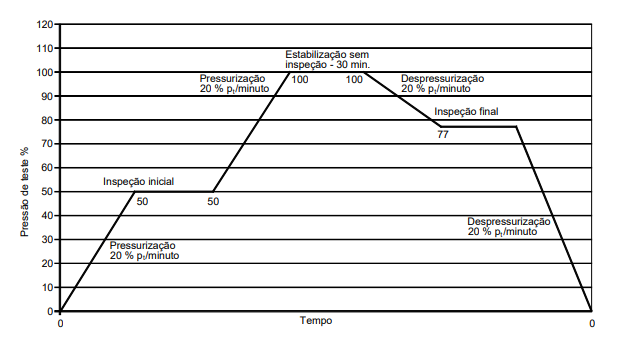 120
110
100
90
80
70
60
50
40
30
20
10
0
Pressão de teste %
Estabilização sem
inspeção - 30 min.
Pressurização
20 % pt/minuto
100
100
Despressurização
20 % pt/minuto
Inspeção final
77
Inspeção inicial
50
50
Despressurização
20 % pt/minuto
Pressurização
20 % pt/minuto
0
Tempo
0